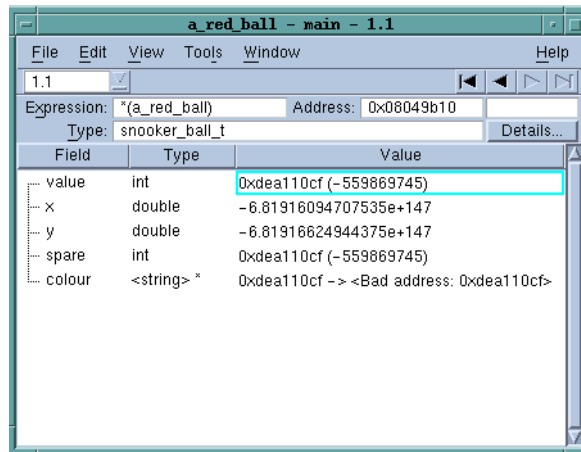 a_red_ball - main - 1.1
File Edit View Tools Window Help
1.1
Expression: *(a_red_ball) Address: 0x08049b10
Type: snooker_ball_t Details...
Field Type Value
value int 0xdea110cf (-559869745)
x double -6.81916094707535e+147
y double -6.81916624944375e+147
spare int 0xdea110cf (-559869745)
colour <string> * 0xdea110cf -> <Bad address: 0xdea110cf>